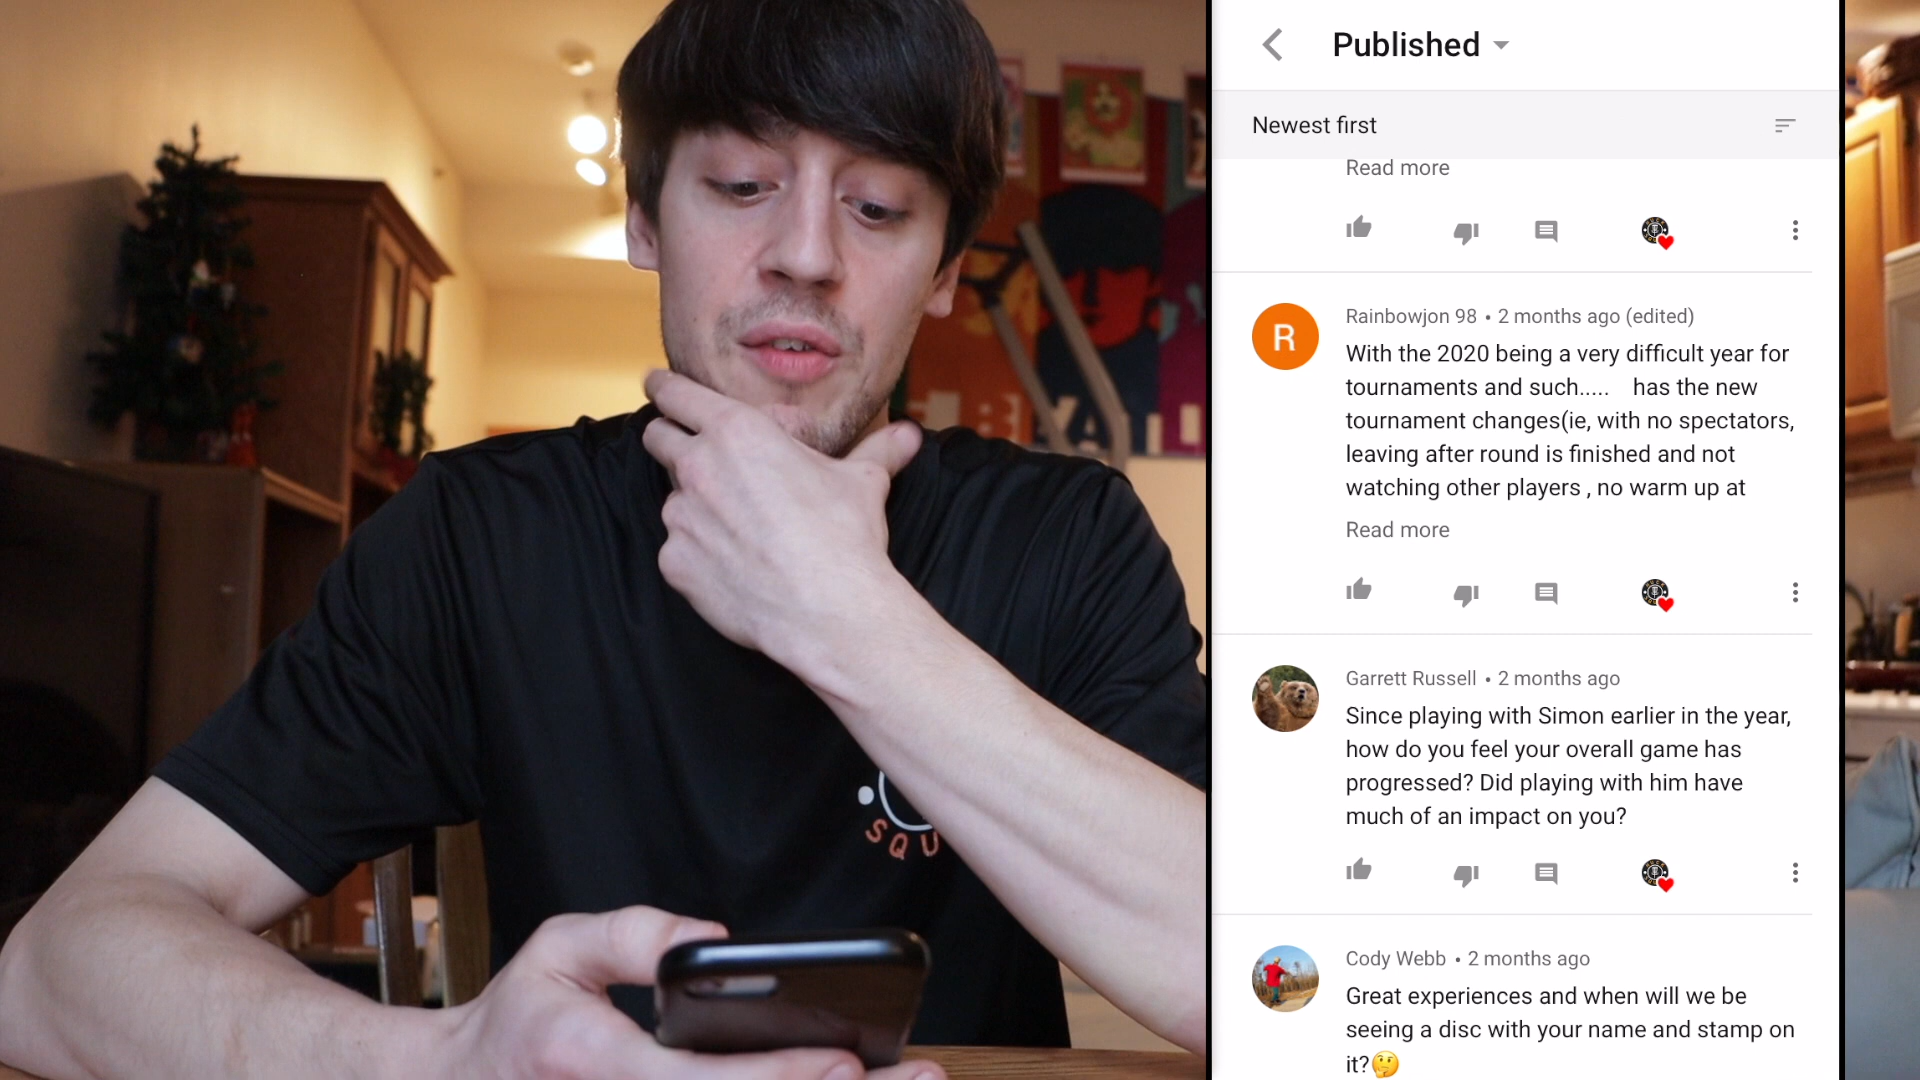 Published
Newest first
Read more
R
Rainbowjon 98 • 2 months ago (edited)
With the 2020 being a very difficult year for
tournaments and such..... has the new
tournament changes(ie, with no spectators,
leaving after round is finished and not
watching other players , no warm up at
Read more
Garrett Russell • 2 months ago
Since playing with Simon earlier in the year,
how do you feel your overall game has
progressed? Did playing with him have
much of an impact on you?
Cody Webb • 2 months ago
Great experiences and when will we be
seeing a disc with your name and stamp on
it?🤔
SQU